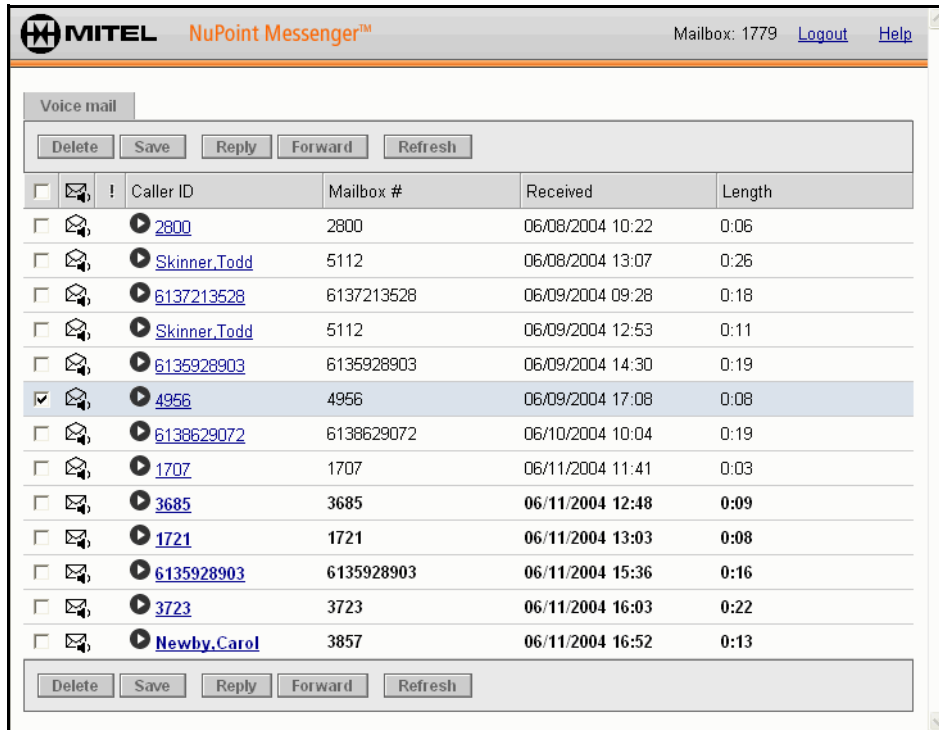 MITEL NuPoint Messenger™ Mailbox: 1779 Logout Help
Voice mail
Delete Save Reply Forward Refresh
! Caller ID Mailbox # Received Length
2800 2800 06/08/2004 10:22 0:06
Skinner,Todd 5112 06/08/2004 13:07 0:26
6137213528 6137213528 06/09/2004 09:28 0:18
Skinner,Todd 5112 06/09/2004 12:53 0:11
6135928903 6135928903 06/09/2004 14:30 0:19
4956 4956 06/09/2004 17:08 0:08
6138629072 6138629072 06/10/2004 10:04 0:19
1707 1707 06/11/2004 11:41 0:03
3685 3685 06/11/2004 12:48 0:09
1721 1721 06/11/2004 13:03 0:08
6135928903 6135928903 06/11/2004 15:36 0:16
3723 3723 06/11/2004 16:03 0:22
Newby,Carol 3857 06/11/2004 16:52 0:13
Delete Save Reply Forward Refresh